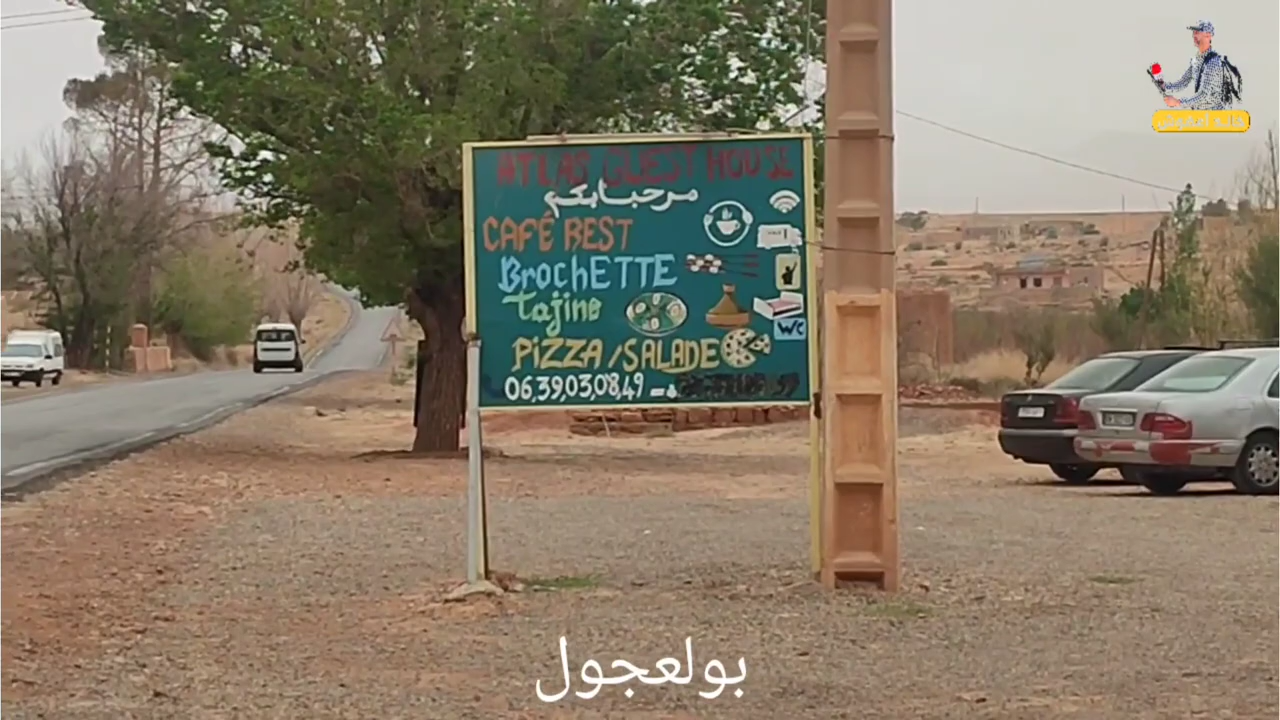 ATLAS GUEST HOUSE
مرحبا بكم
CAFÉ REST
BrochETTE
Tajine
PiZZA/SALADE
WC
06,39,03,08,49
بولعجول